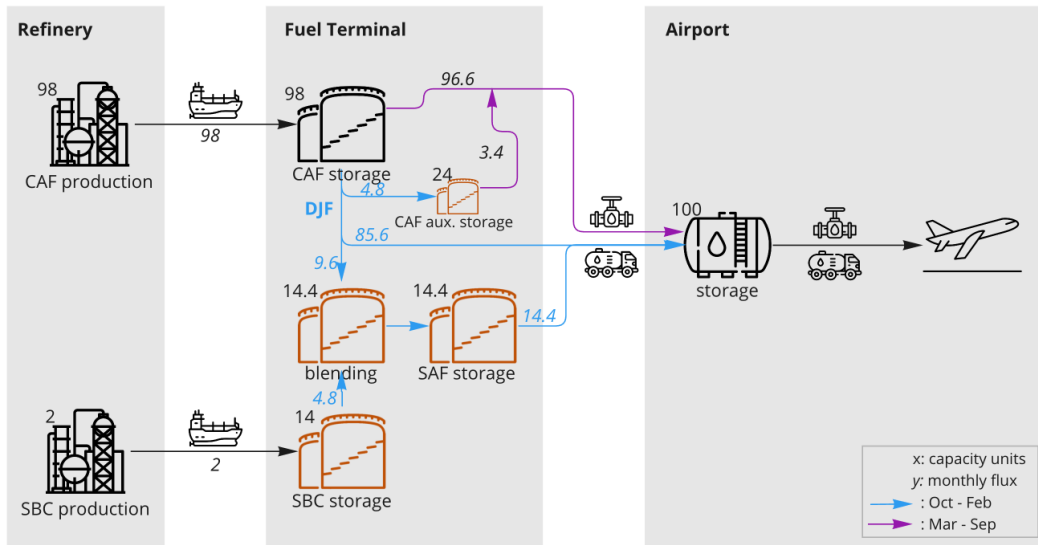 Refinery
Fuel Terminal
Airport
98
CAF production
98
98
CAF storage
96.6
3.4
DJF
4.8
24
CAF aux. storage
85.6
9.6
100
storage
14.4
blending
14.4
SAF storage
14.4
4.8
2
SBC production
2
14
SBC storage
x: capacity units
y: monthly flux
: Oct - Feb
: Mar - Sep